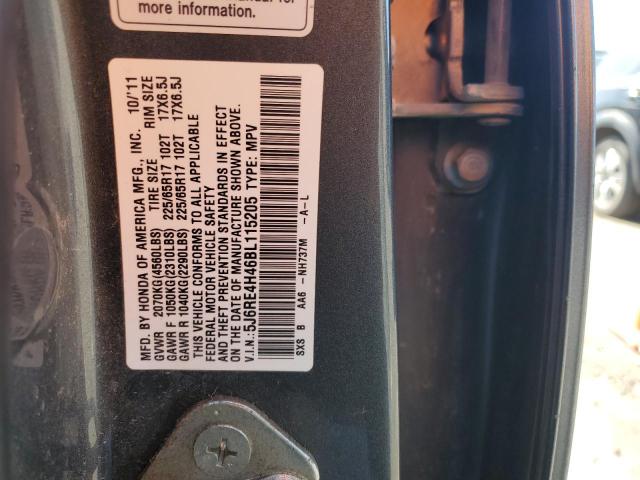 more information.
MFD. BY HONDA OF AMERICA MFG., INC. 10/'11
GVWR 2070KG(4560LBS) TIRE SIZE RIM SIZE
GAWR F 1050KG(2310LBS) 225/65R17 102T 17X6.5J
GAWR R 1040KG(2290LBS) 225/65R17 102T 17X6.5J
THIS VEHICLE CONFORMS TO ALL APPLICABLE
FEDERAL MOTOR VEHICLE SAFETY
AND THEFT PREVENTION STANDARDS IN EFFECT
ON THE DATE OF MANUFACTURE SHOWN ABOVE.
V.I.N.:5J6RE4H46BL115205 TYPE: MPV
SXS B AA6 -NH737M -A-L